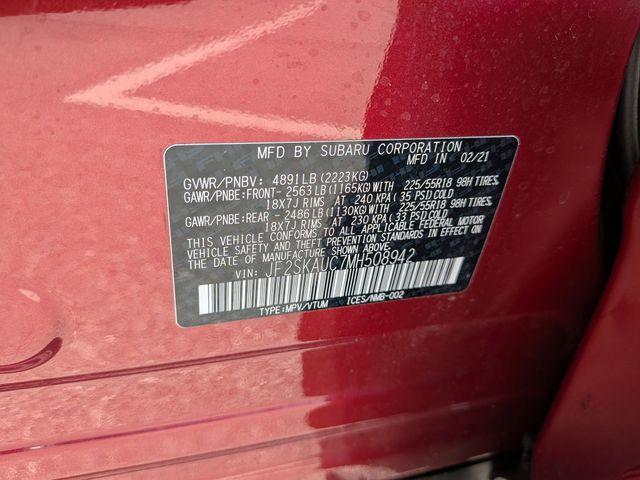 MFD BY SUBARU CORPORATION
MFD IN 02/21
GVWR/PNBV: 4891LB(2223KG)
GAWR/PNBE:FRONT- 2563LB(1165KG)WITH 225/55R18 98H TIRES,
18X7J RIMS AT 240 KPA(35 PSI)COLD
GAWR/PNBE:REAR - 2486LB(1130KG)WITH 225/55R18 98H TIRES,
18X7J RIMS AT 230 KPA(33 PSI)COLD
THIS VEHICLE CONFORMS TO ALL APPLICABLE FEDERAL MOTOR
VEHICLE SAFETY AND THEFT PREVENTION STANDARDS IN EFFECT ON
THE DATE OF MANUFACTURE SHOWN ABOVE.
VIN: JF2SKAUC7MH508942
TYPE:MPV/VTUM ICES/NMB-002